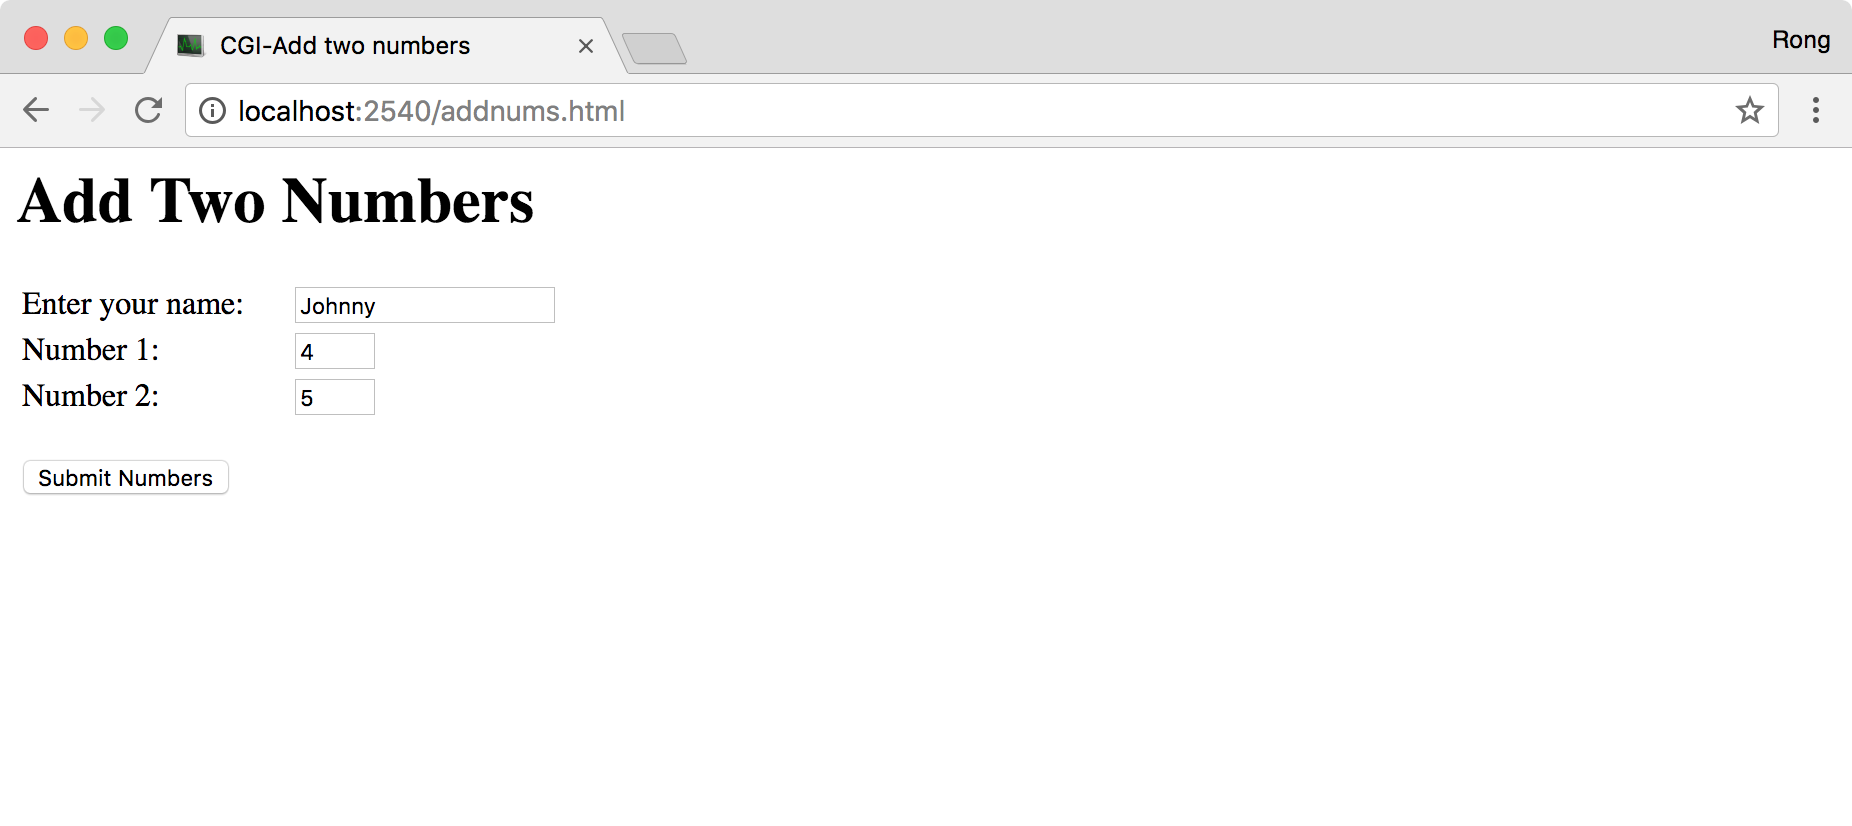 CGI-Add two numbers
Rong
localhost:2540/addnums.html
Add Two Numbers
Enter your name: Johnny
Number 1: 4
Number 2: 5
Submit Numbers